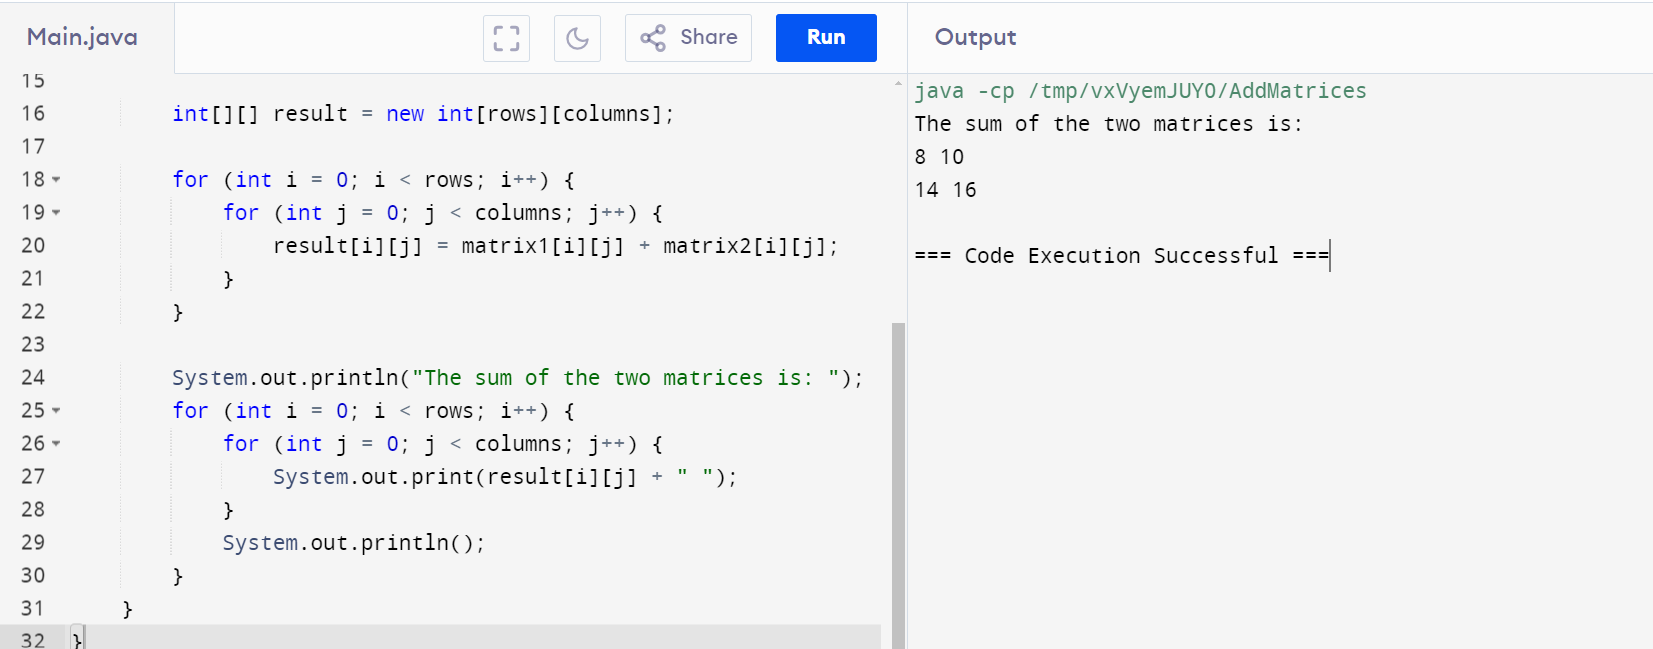 Main.java
Share
Run
Output
15
16 int[][] result = new int[rows][columns];
17
18 for (int i = 0; i < rows; i++) {
19 for (int j = 0; j < columns; j++) {
20 result[i][j] = matrix1[i][j] + matrix2[i][j];
21 }
22 }
23
24 System.out.println("The sum of the two matrices is: ");
25 for (int i = 0; i < rows; i++) {
26 for (int j = 0; j < columns; j++) {
27 System.out.print(result[i][j] + " ");
28 }
29 System.out.println();
30 }
31 }
32 }
java -cp /tmp/vxVyemJUYO/AddMatrices
The sum of the two matrices is:
8 10
14 16
=== Code Execution Successful ===